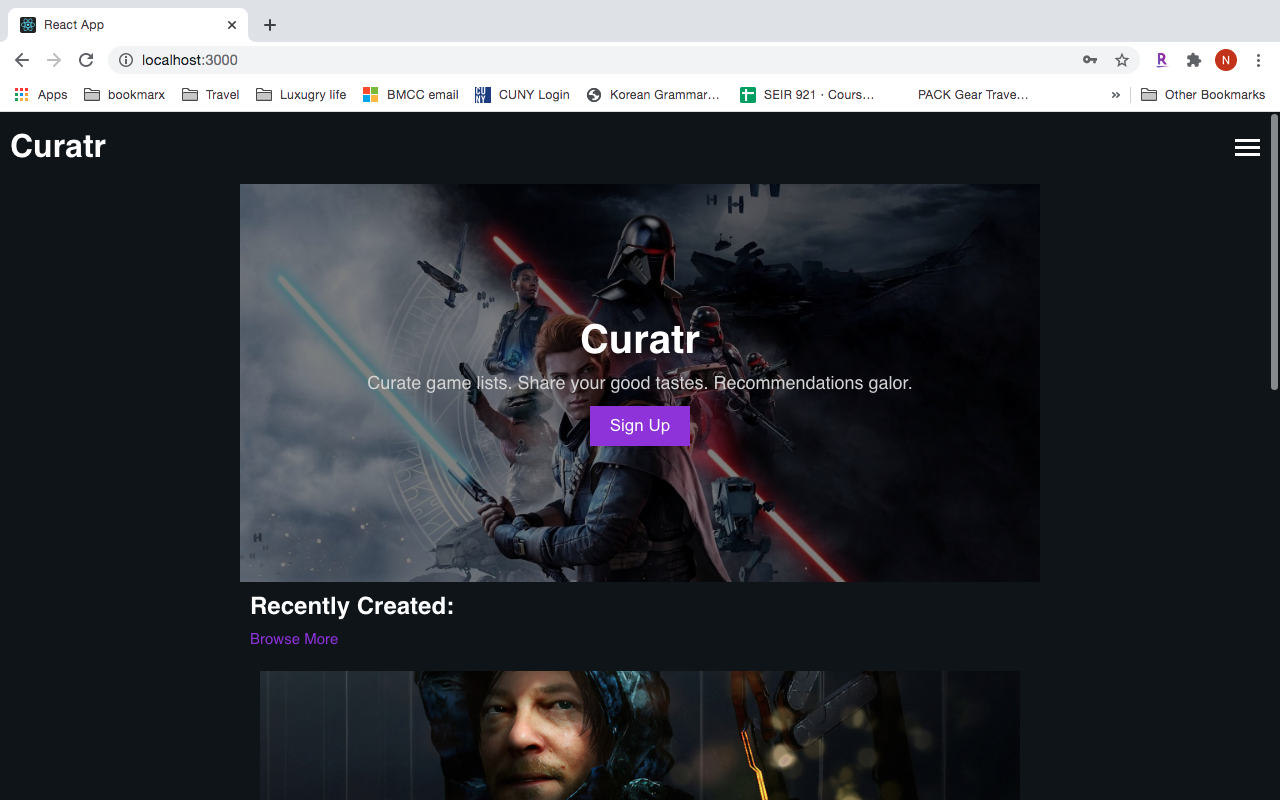 React App
localhost:3000
N
Apps
bookmarx
Travel
Luxugry life
BMCC email
CUNY Login
Korean Grammar…
SEIR 921 · Cours…
PACK Gear Trave…
»
Other Bookmarks
Curatr
Curatr
Curate game lists. Share your good tastes. Recommendations galor.
Sign Up
Recently Created:
Browse More